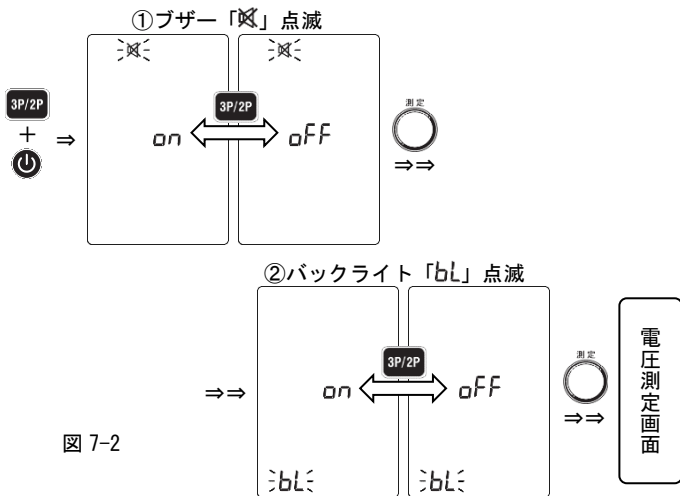 ①ブザー「🔇」点滅
3P/2P
+
⇒
on
3P/2P
oFF
測定
⇒⇒
②バックライト「bL」点滅
⇒⇒
on
3P/2P
oFF
測定
⇒⇒
電圧測定画面
bL
bL
図 7-2